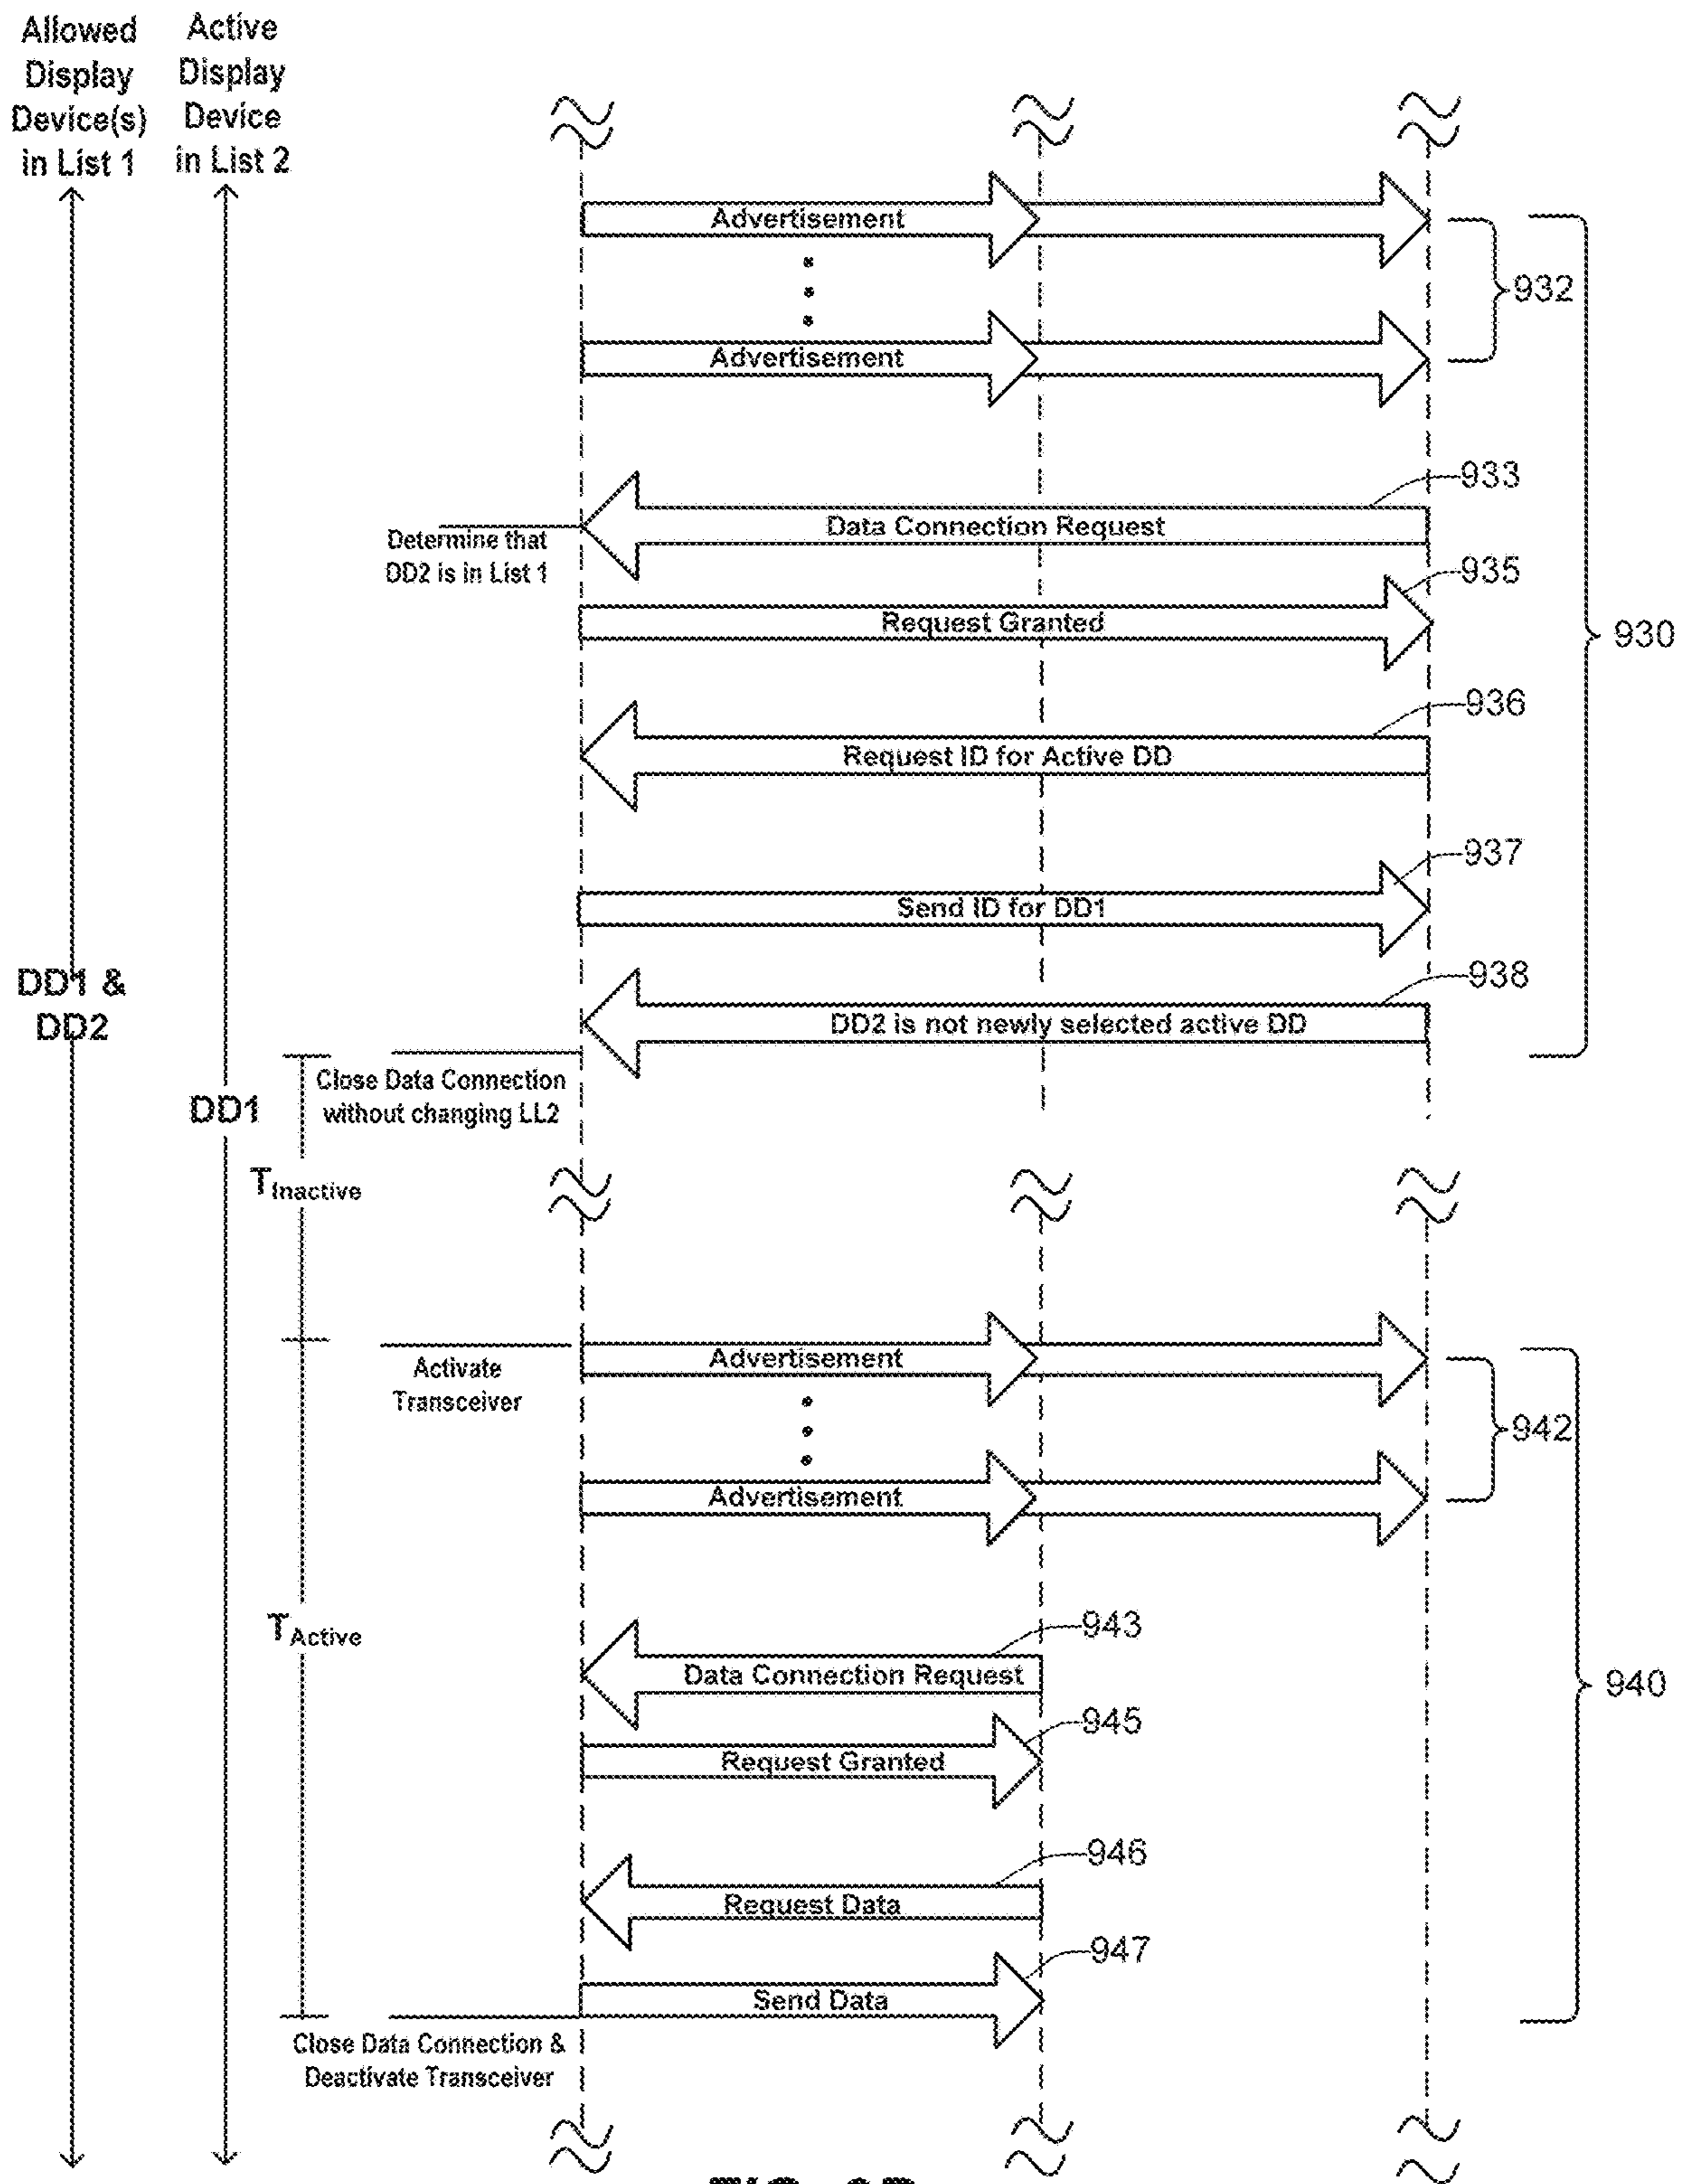 Allowed
Display
Device(s)
in List 1
Active
Display
Device
in List 2
Advertisement
932
Advertisement
933
Data Connection Request
Determine that
DD2 is in List 1
935
Request Granted
930
936
Request ID for Active DD
937
Send ID for DD1
DD1 &
DD2
938
DD2 is not newly selected active DD
Close Data Connection
without changing LL2
DD1
TInactive
Advertisement
Activate
Transceiver
942
Advertisement
TActive
943
Data Connection Request
940
945
Request Granted
946
Request Data
947
Send Data
Close Data Connection &
Deactivate Transceiver